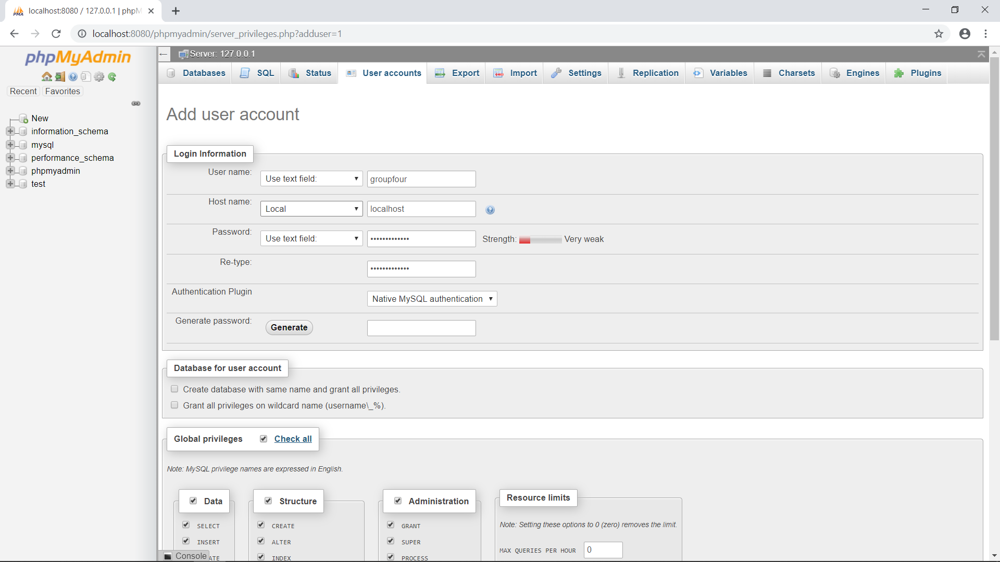 localhost:8080 / 127.0.0.1 | phpM
localhost:8080/phpmyadmin/server_privileges.php?adduser=1
phpMyAdmin
Recent Favorites
New
information_schema
mysql
performance_schema
phpmyadmin
test
Server: 127.0.0.1
Databases SQL Status User accounts Export Import Settings Replication Variables Charsets Engines Plugins
Add user account
Login Information
User name: Use text field: groupfour
Host name: Local localhost
Password: Use text field: ••••••••••••• Strength: Very weak
Re-type: •••••••••••••
Authentication Plugin Native MySQL authentication
Generate password: Generate
Database for user account
Create database with same name and grant all privileges.
Grant all privileges on wildcard name (username\_%).
Global privileges Check all
Note: MySQL privilege names are expressed in English.
Data Structure Administration Resource limits
Note: Setting these options to 0 (zero) removes the limit.
SELECT CREATE GRANT
INSERT ALTER SUPER
MAX QUERIES PER HOUR 0
Console ATE INDEX PROCESS